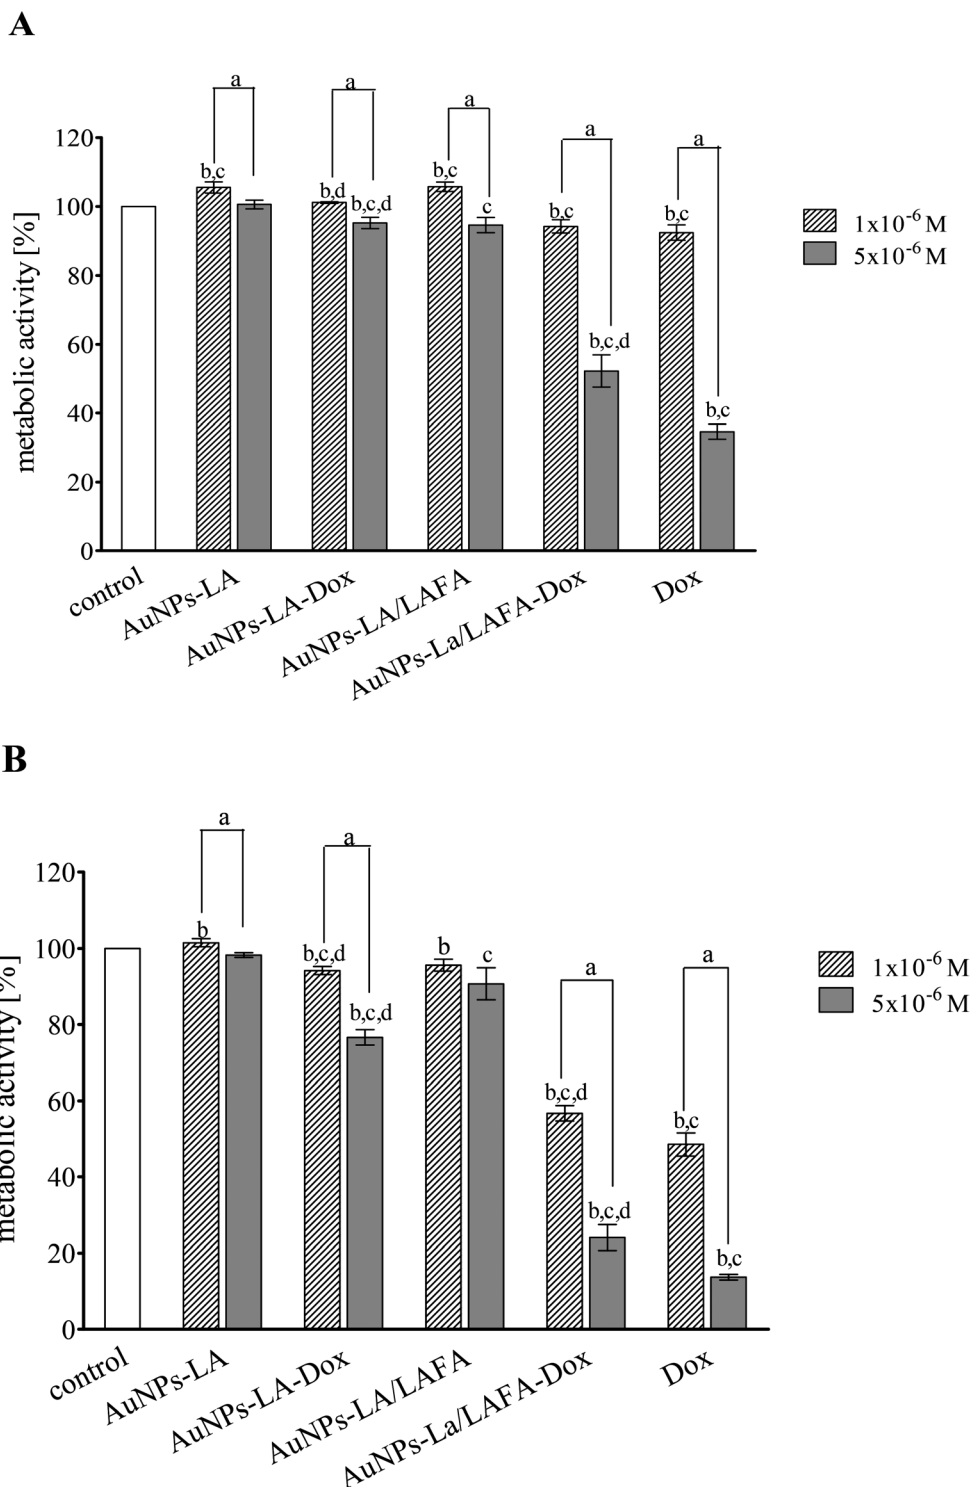 A
a
a
a
a
a
120
100
80
60
40
20
0
metabolic activity [%]
b,c
b,d
b,c,d
b,c
c
b,c
b,c,d
b,c
b,c
1x10⁻⁶ M
5x10⁻⁶ M
control
AuNPs-LA
AuNPs-LA-Dox
AuNPs-LA/LAFA
AuNPs-La/LAFA-Dox
Dox
B
a
a
a
a
120
100
80
60
40
20
0
metabolic activity [%]
b
b,c,d
b,c,d
b
c
b,c,d
b,c,d
b,c
b,c
1x10⁻⁶ M
5x10⁻⁶ M
control
AuNPs-LA
AuNPs-LA-Dox
AuNPs-LA/LAFA
AuNPs-La/LAFA-Dox
Dox